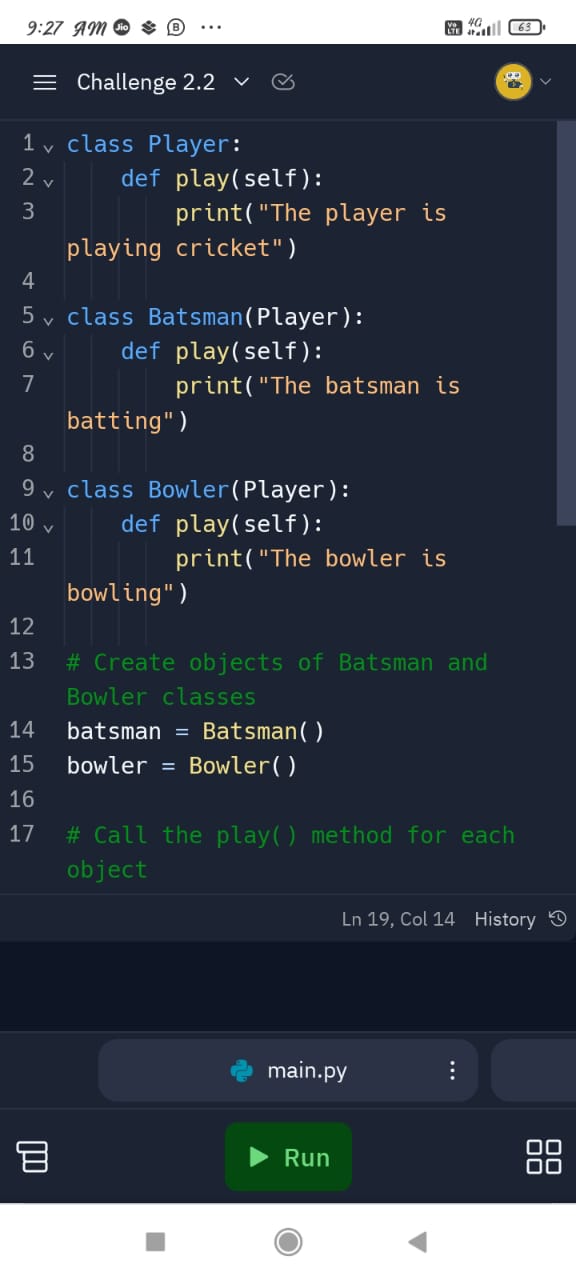 9:27 AM Jio B ... Vo LTE 4G 63
Challenge 2.2
1 class Player:
2 def play(self):
3 print("The player is
playing cricket")
4
5 class Batsman(Player):
6 def play(self):
7 print("The batsman is
batting")
8
9 class Bowler(Player):
10 def play(self):
11 print("The bowler is
bowling")
12
13 # Create objects of Batsman and
Bowler classes
14 batsman = Batsman()
15 bowler = Bowler()
16
17 # Call the play() method for each
object
Ln 19, Col 14 History
main.py
Run